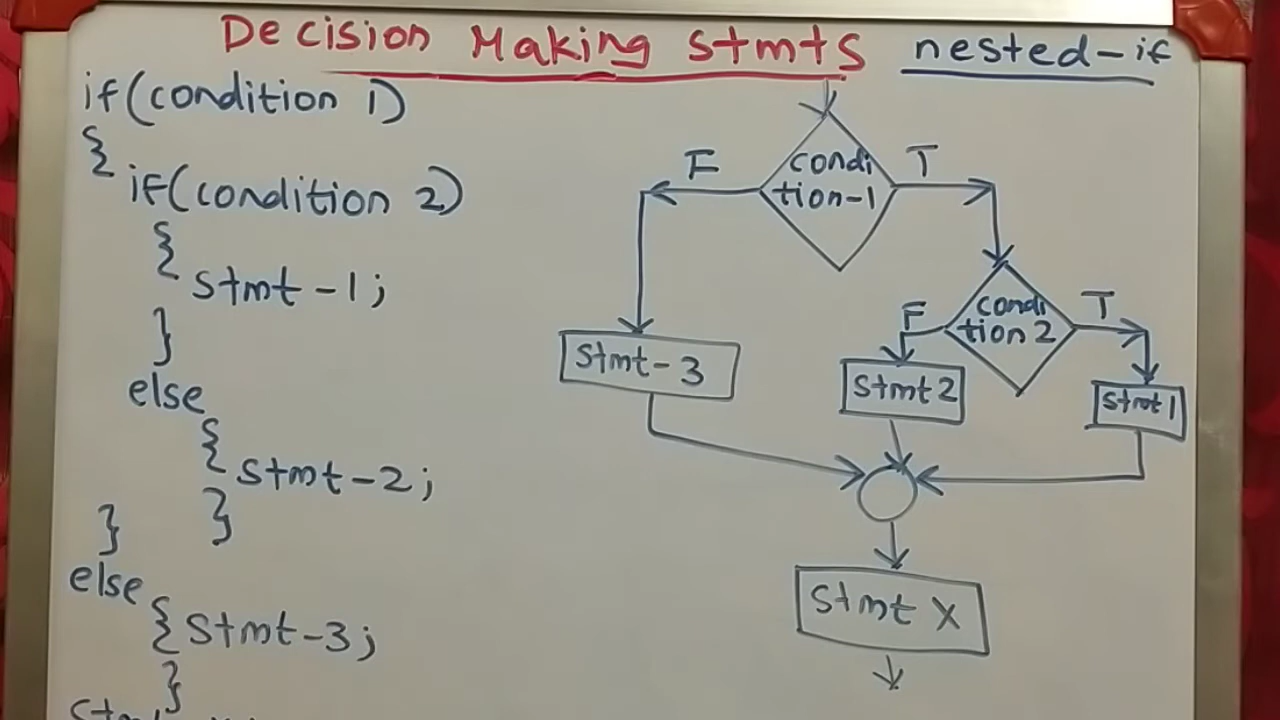 Decision Making stmts nested-if
if(condition 1)
{
if(condition 2)
{
stmt-1;
}
else
{
stmt-2;
}
}
else
{stmt-3;
}
F
condi
tion-1
T
F
condi
tion 2
T
stmt-3
stmt 2
stmt 1
stmt X